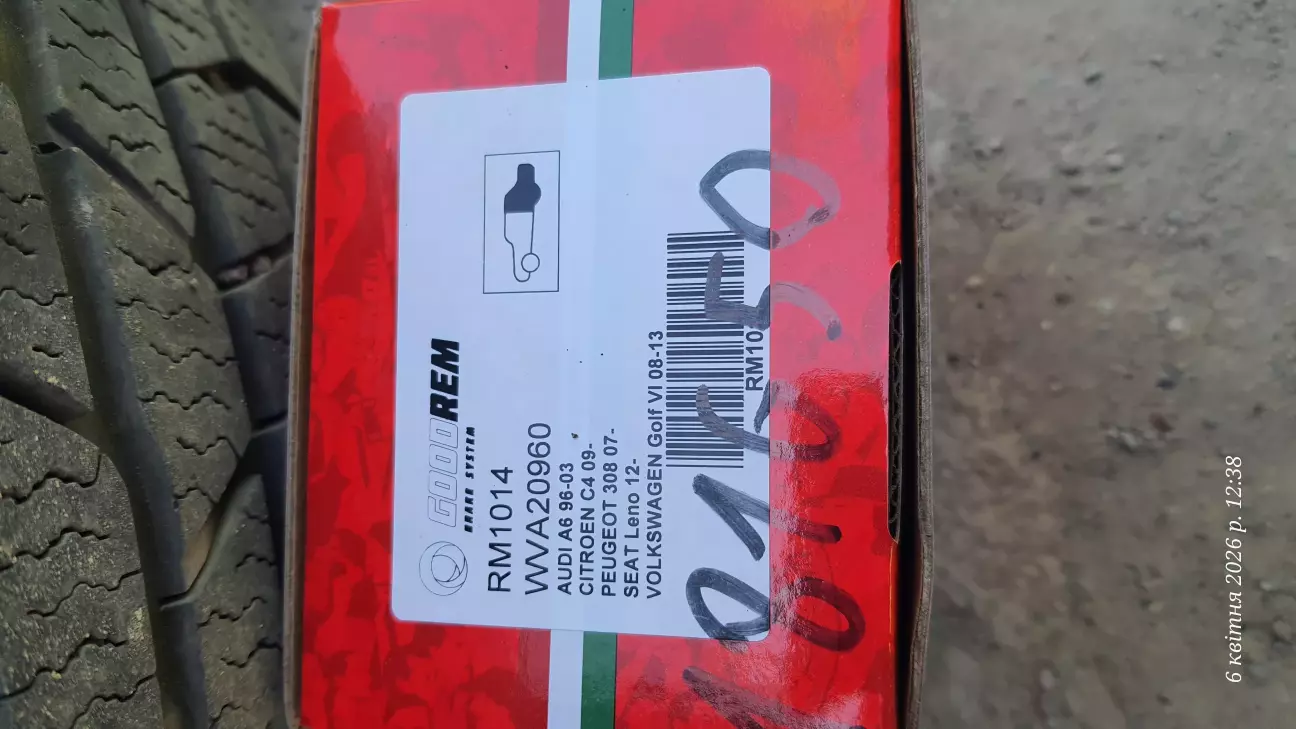 GOODREM
BRAKE SYSTEM
RM1014
WVA20960
AUDI A6 96-03
CITROEN C4 09-
PEUGEOT 308 07-
SEAT Leno 12-
VOLKSWAGEN Golf VI 08-13
6 квітня 2026 р. 12:38